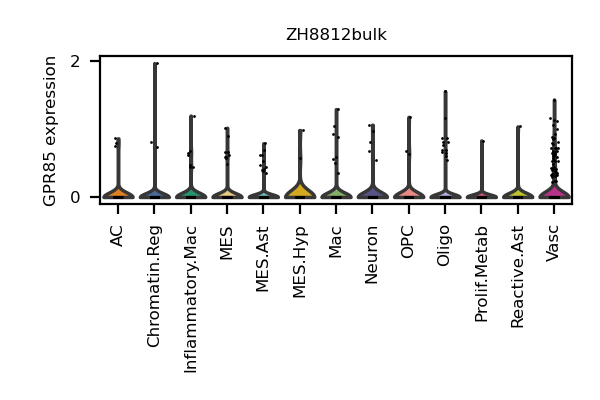 ZH8812bulk
GPR85 expression
2
0
AC
Chromatin.Reg
Inflammatory.Mac
MES
MES.Ast
MES.Hyp
Mac
Neuron
OPC
Oligo
Prolif.Metab
Reactive.Ast
Vasc